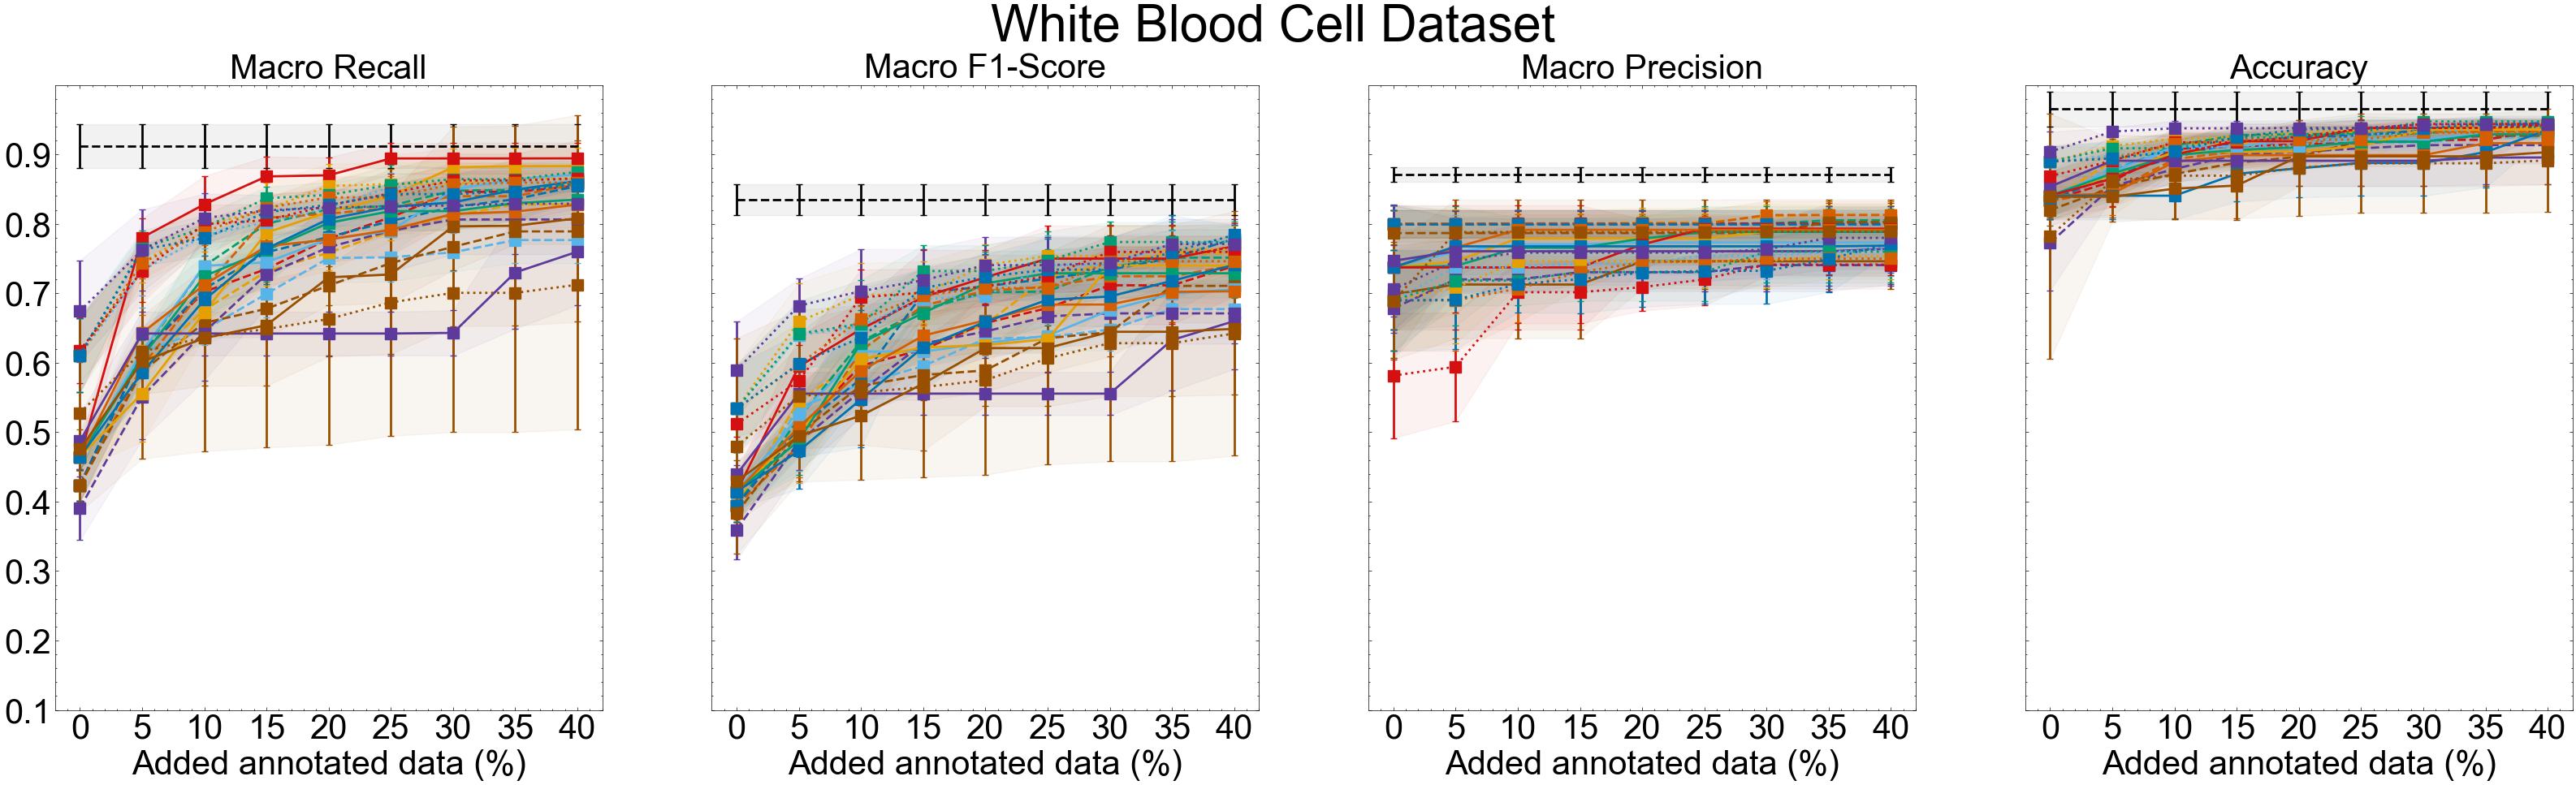 White Blood Cell Dataset
Macro Recall
Macro F1-Score
Macro Precision
Accuracy
0.9
0.8
0.7
0.6
0.5
0.4
0.3
0.2
0.1
0 5 10 15 20 25 30 35 40
0 5 10 15 20 25 30 35 40
0 5 10 15 20 25 30 35 40
0 5 10 15 20 25 30 35 40
Added annotated data (%)
Added annotated data (%)
Added annotated data (%)
Added annotated data (%)